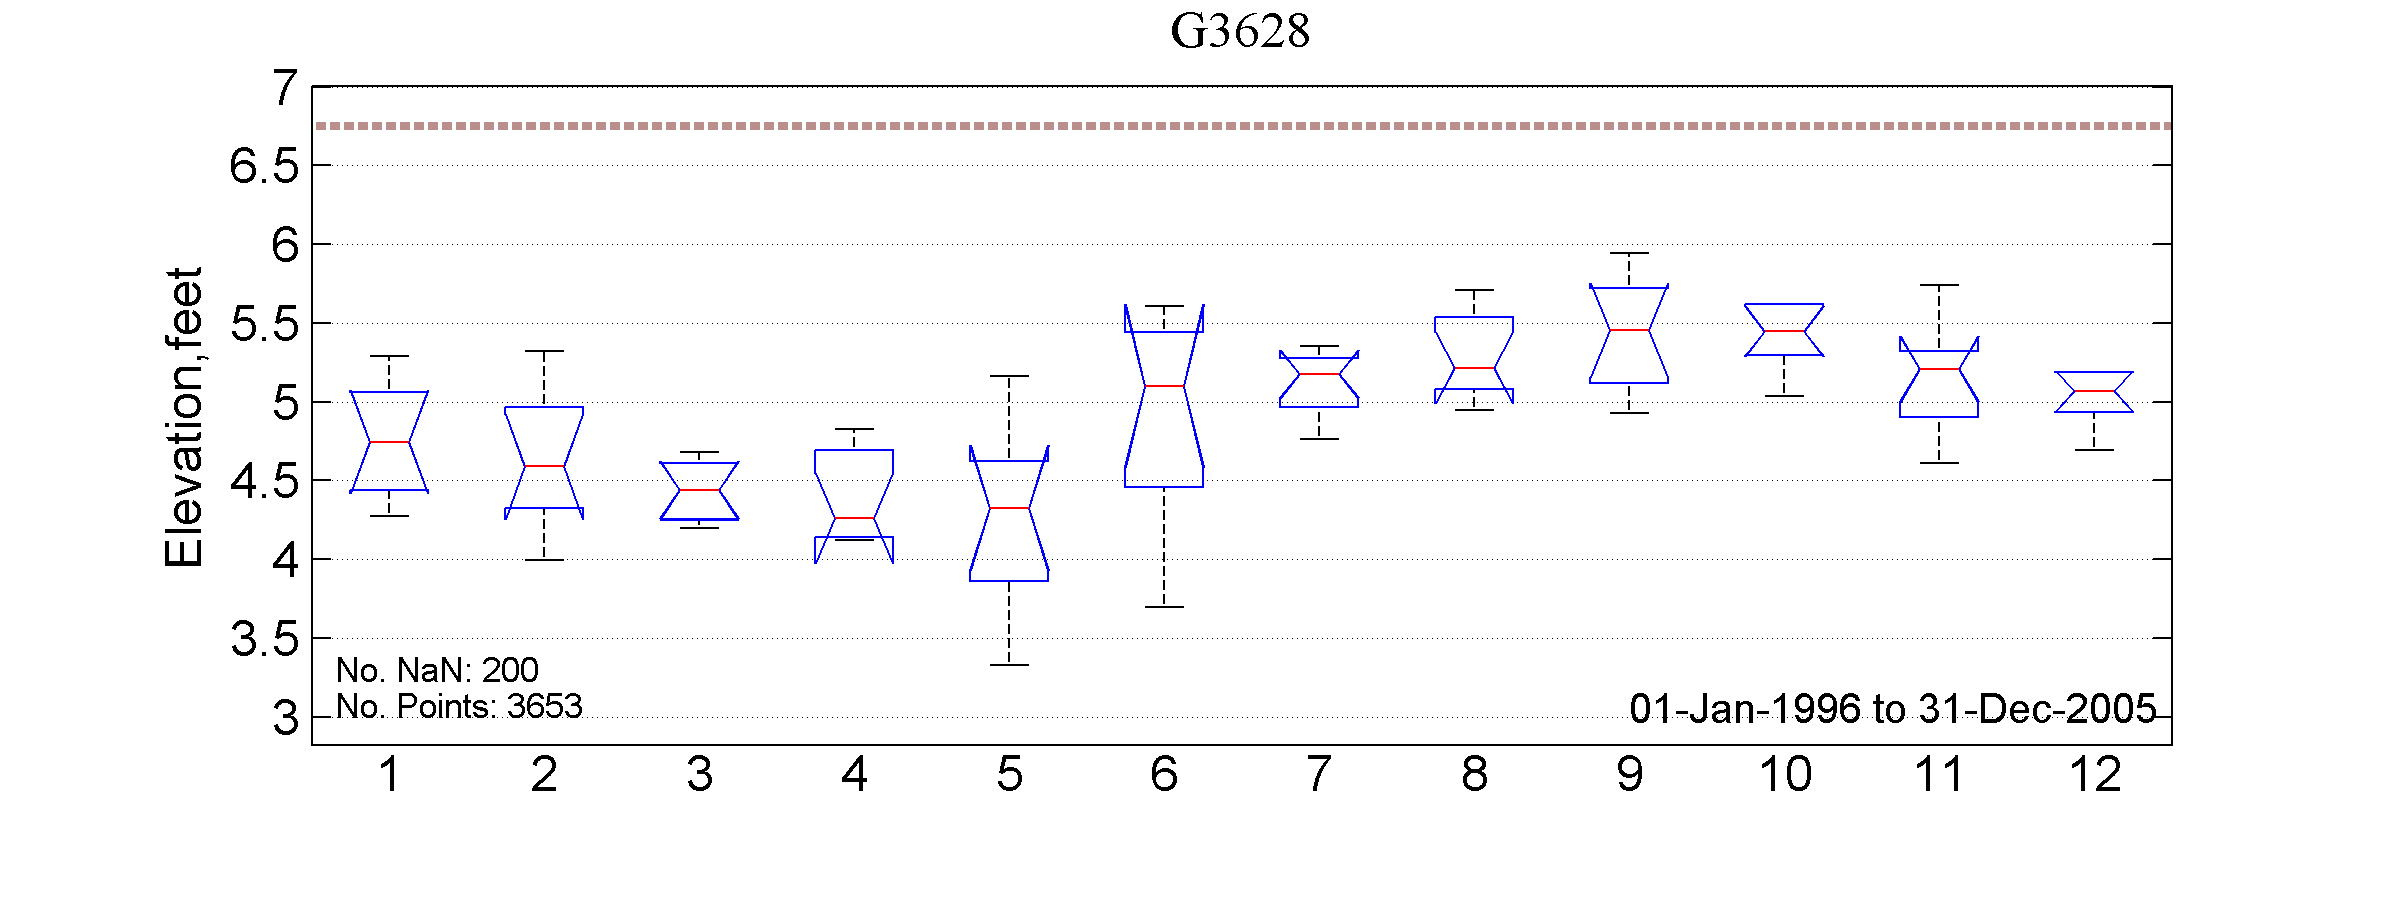 G3628
7
6.5
6
5.5
5
4.5
4
3.5
3
Elevation,feet
No. NaN: 200
No. Points: 3653
01-Jan-1996 to 31-Dec-2005
1 2 3 4 5 6 7 8 9 10 11 12